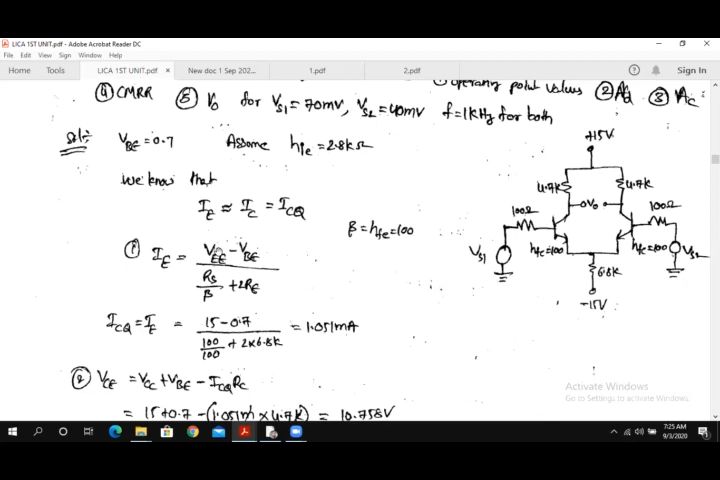 LICA 1ST UNIT.pdf - Adobe Acrobat Reader DC
File Edit View Sign Window Help
Home Tools LICA 1ST UNIT.pdf × New doc 1 Sep 202... 1.pdf 2.pdf Sign In
① operating point values ② Ad ③ Ac
④ CMRR ⑤ Vo for VS1 = 70mV, VS2 = 40mV f = 1KHz for both
Sol:- VBE = 0.7 Assume hie = 2.8kΩ
we know that
IE ≈ IC = ICQ
β = hfe = 100
① IE = (VEE - VBE) / (RS/β + 2RE)
ICQ = IE = (15 - 0.7) / (100/100 + 2×6.8k) = 1.051mA
② VCE = VCC + VBE - ICQ RC
= 15 + 0.7 - (1.051m × 4.7k) = 10.758V
+15V
4.7K 4.7K
Vo
100Ω 100Ω
VS1 hfe=100 hfe=100 VS2
6.8K
-15V
Activate Windows
Go to Settings to activate Windows.
7:25 AM
9/3/2020